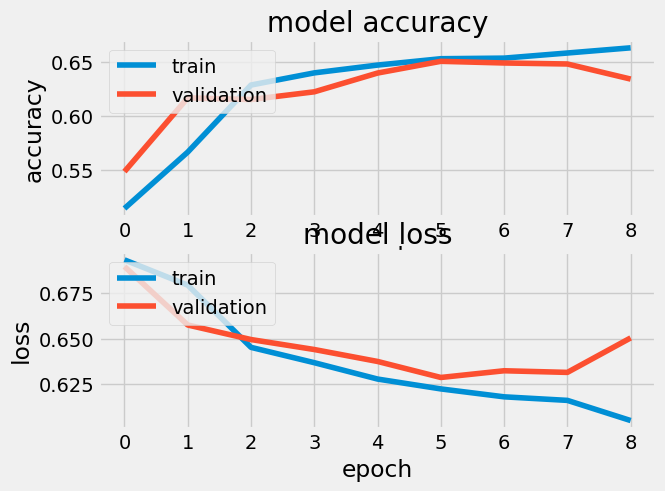 model accuracy
accuracy
0.65
0.60
0.55
train
validation
0 1 2 3 4 5 6 7 8
model loss
loss
0.675
0.650
0.625
train
validation
0 1 2 3 4 5 6 7 8
epoch